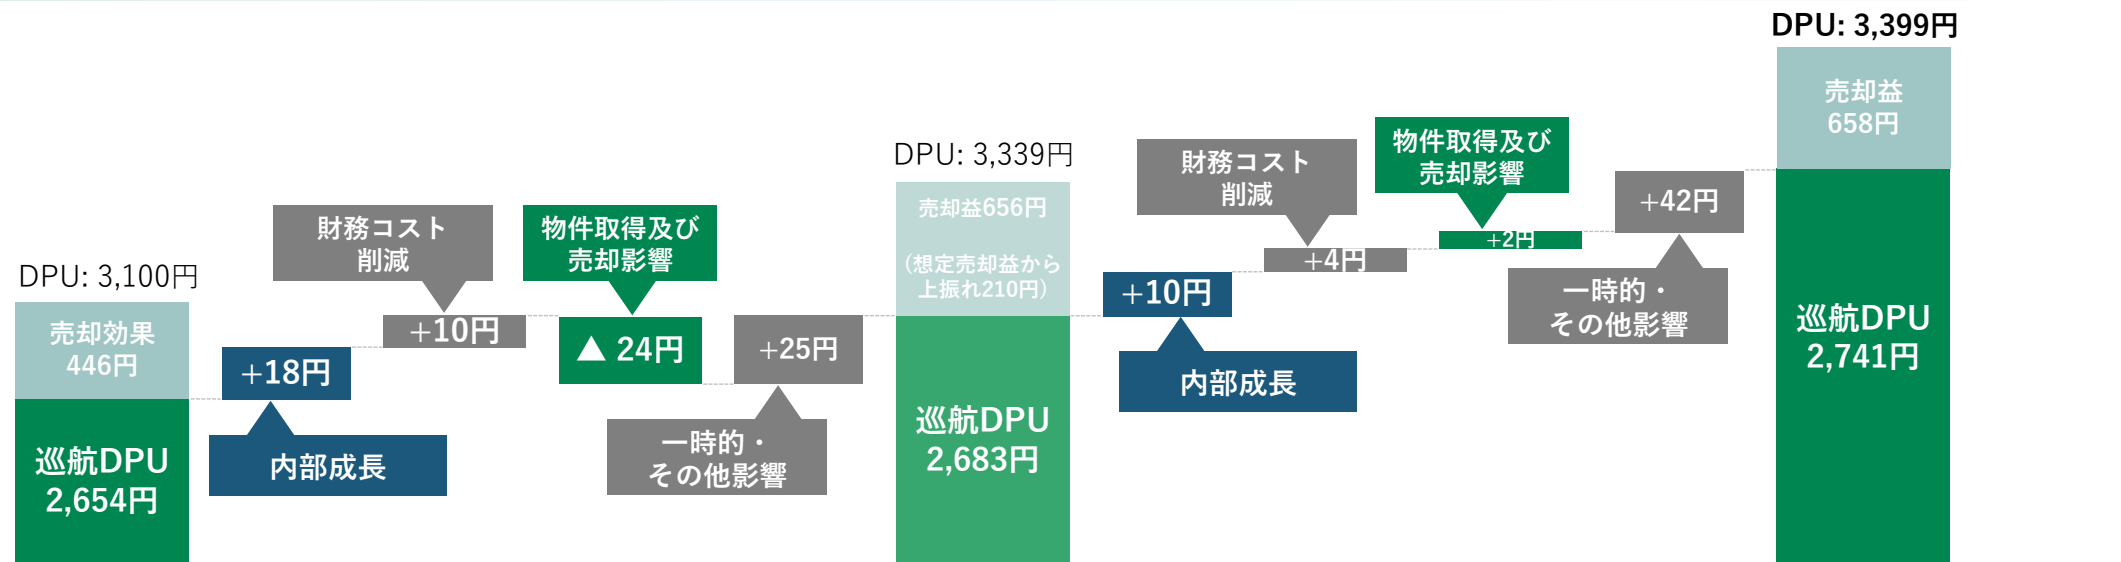 DPU: 3,100円
売却効果
446円
巡航DPU
2,654円
+18円
内部成長
財務コスト
削減
+10円
物件取得及び
売却影響
▲ 24円
+25円
一時的・
その他影響
DPU: 3,339円
売却益656円
(想定売却益から
上振れ210円)
巡航DPU
2,683円
+10円
内部成長
財務コスト
削減
+4円
物件取得及び
売却影響
+2円
+42円
一時的・
その他影響
DPU: 3,399円
売却益
658円
巡航DPU
2,741円